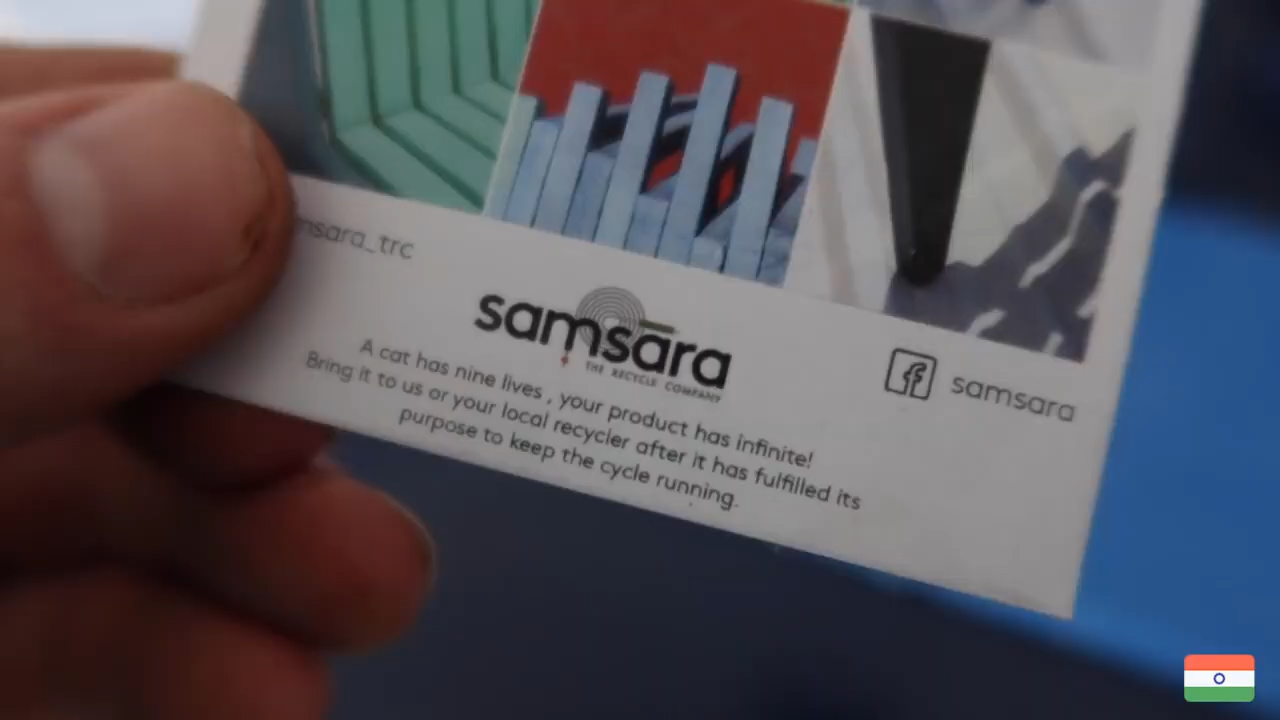 nsara_trc
samsara
THE RECYCLE COMPANY
samsara
A cat has nine lives , your product has infinite!
Bring it to us or your local recycler after it has fulfilled its
purpose to keep the cycle running.